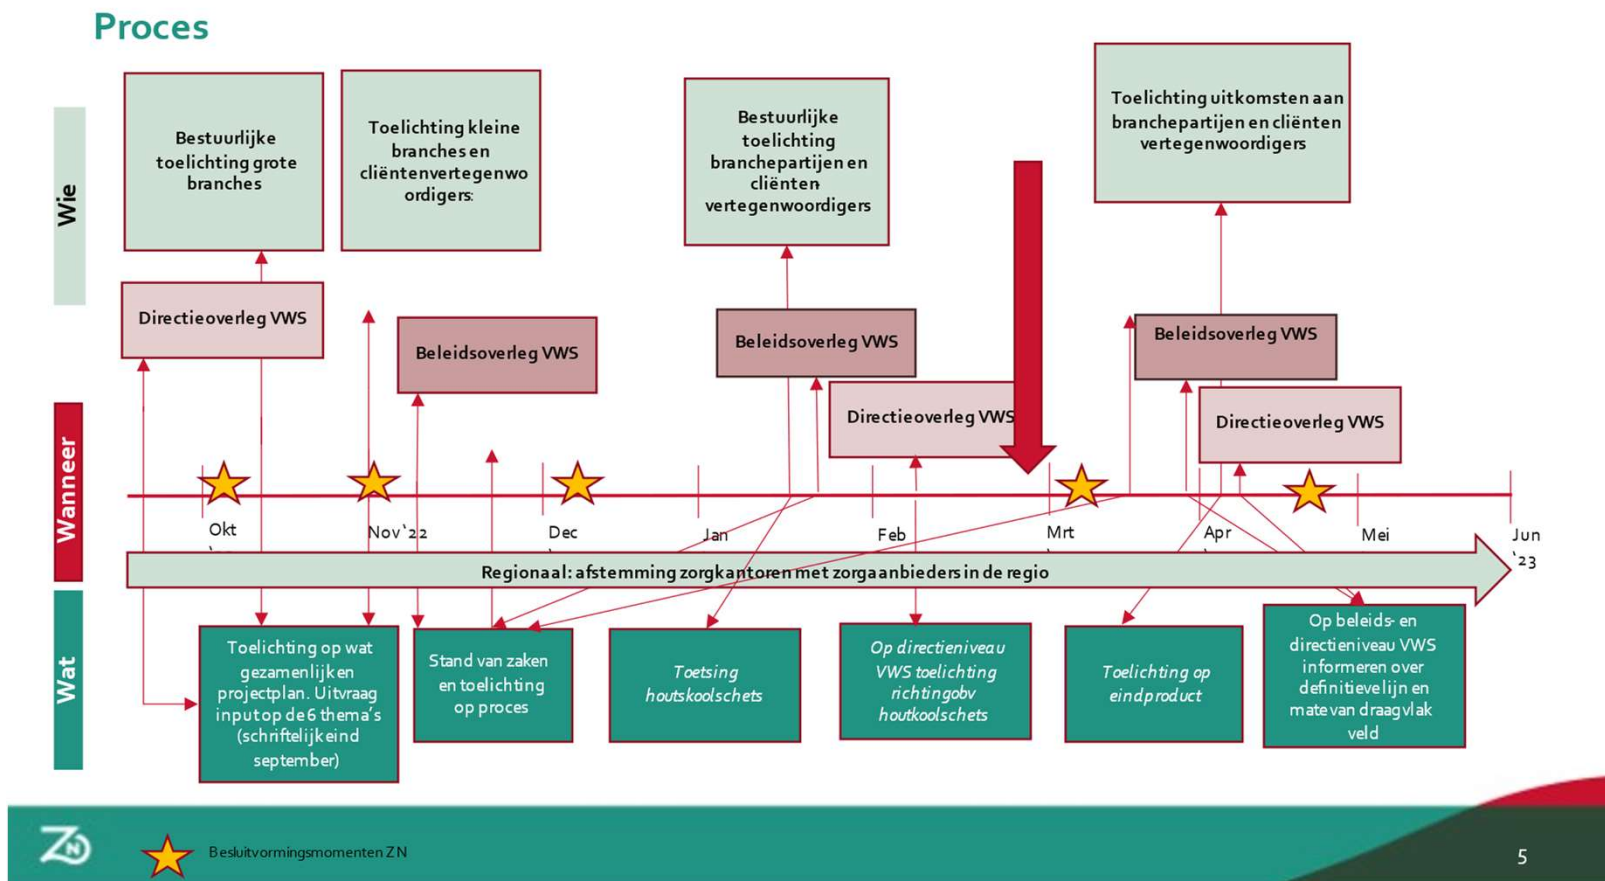 Proces
Wie
Bestuurlijke
toelichting grote
branches
Toelichting kleine
branches en
cliëntenvertegenwo
ordigers:
Bestuurlijke
toelichting
branchepartijen en
cliënten-
vertegenwoordigers
Toelichting uitkomsten aan
branchepartijen en cliënten
vertegenwoordigers
Directieoverleg VWS
Beleidsoverleg VWS
Beleidsoverleg VWS
Directieoverleg VWS
Beleidsoverleg VWS
Directieoverleg VWS
Wanneer
Okt
Nov '22
Dec
Jan
Feb
Mrt
Apr
Mei
Jun
'23
Regionaal: afstemming zorgkantoren met zorgaanbieders in de regio
Wat
Toelichting op wat
gezamenlijk en
projectplan. Uitvraag
input op de 6 thema's
(schriftelijk eind
september)
Stand van zaken
en toelichting
op proces
Toetsing
houtskoolschets
Op directieniveau
VWS toelichting
richting obv
houtkoolschets
Toelichting op
eindproduct
Op beleids- en
directieniveau VWS
informeren over
definitieve lijn en
mate van draagvlak
veld
ZN
Besluitvormingsmomenten ZN
5